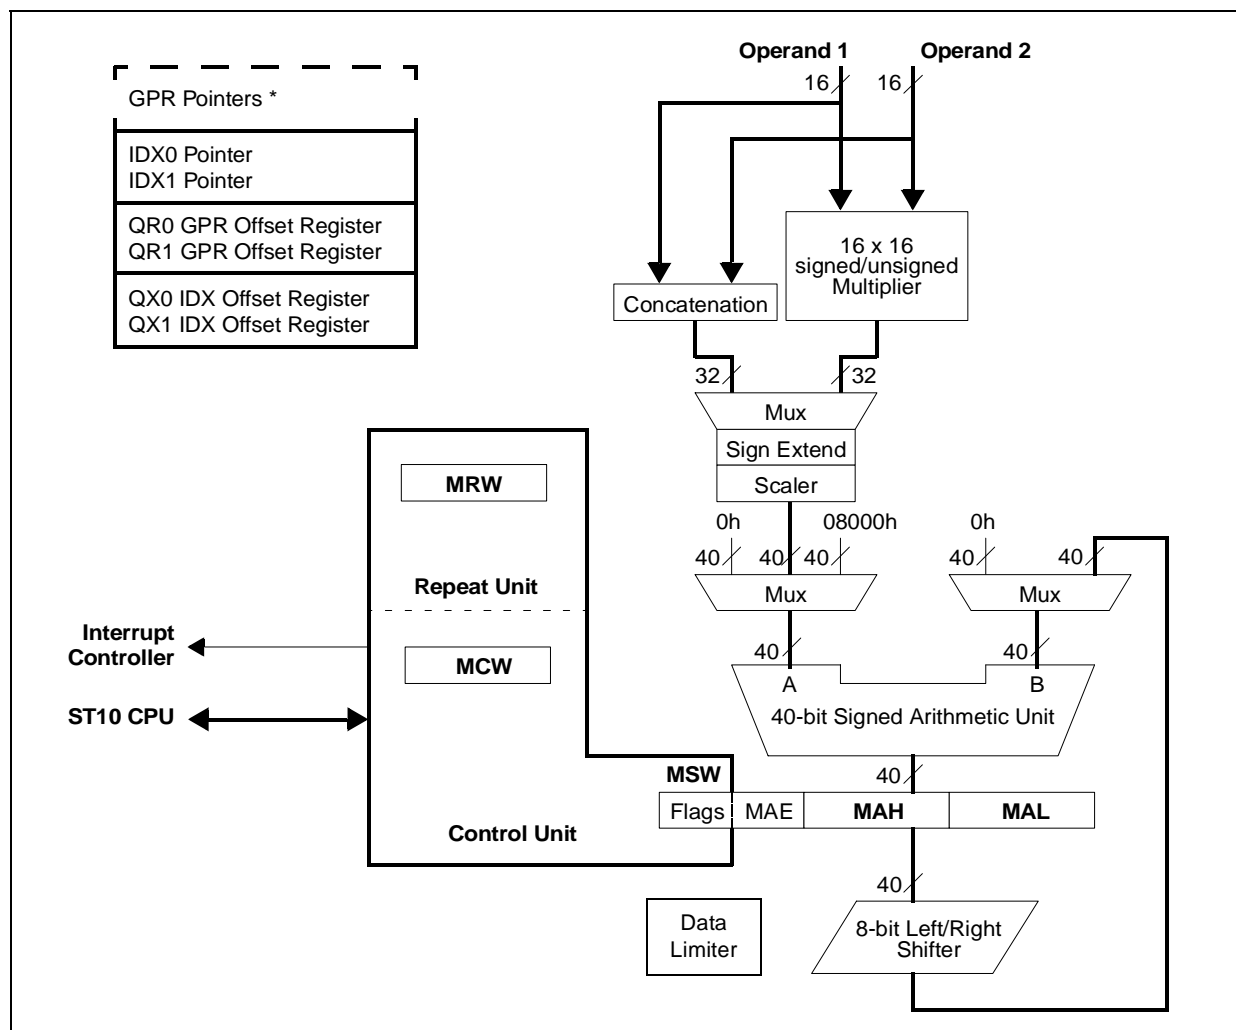 Operand 1
Operand 2
16
16
GPR Pointers *
IDX0 Pointer
IDX1 Pointer
QR0 GPR Offset Register
QR1 GPR Offset Register
QX0 IDX Offset Register
QX1 IDX Offset Register
16 x 16
signed/unsigned
Multiplier
Concatenation
32
32
Mux
Sign Extend
Scaler
MRW
0h
08000h
0h
40
40
40
40
40
Mux
Mux
Repeat Unit
Interrupt
Controller
MCW
40
40
A
B
ST10 CPU
40-bit Signed Arithmetic Unit
MSW
40
Flags
MAE
MAH
MAL
Control Unit
40
Data
Limiter
8-bit Left/Right
Shifter